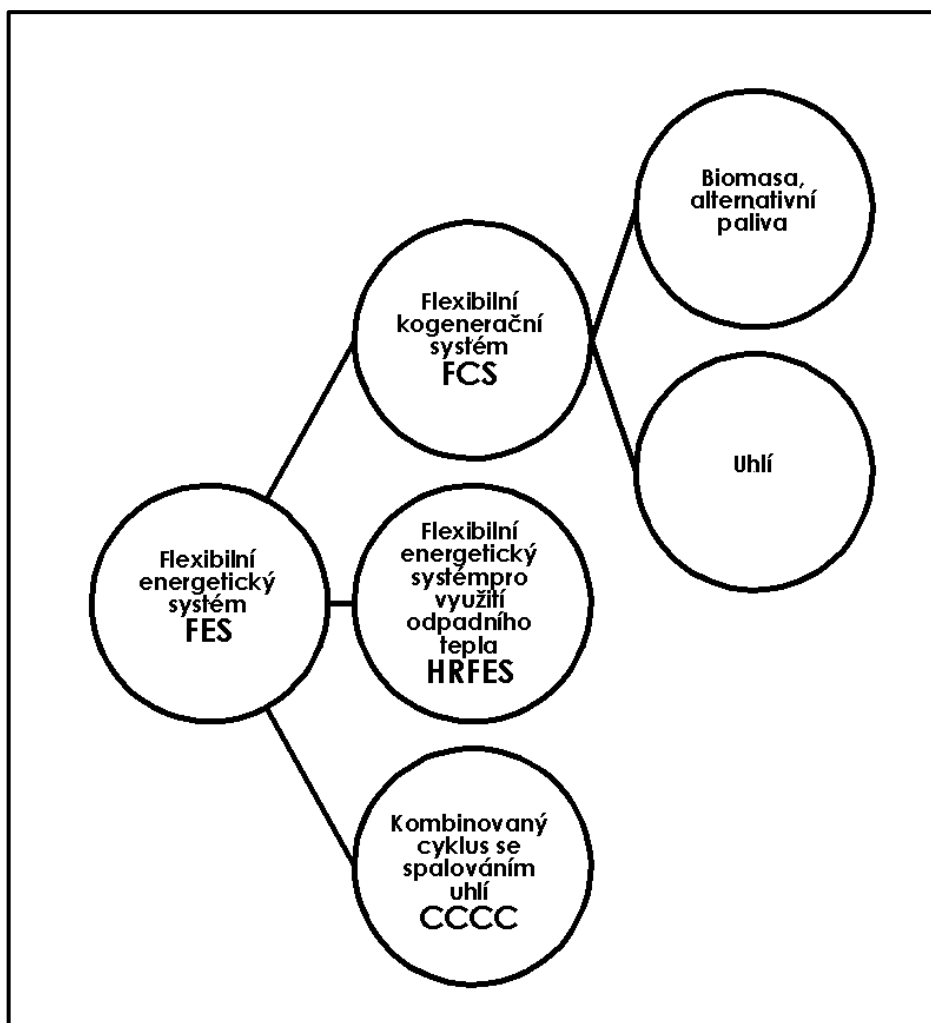 Biomasa,
alternativní
paliva
Flexibilní
kogenerační
systém
FCS
Uhlí
Flexibilní
energetický
systém
FES
Flexibilní
energetický
systémpro
využití
odpadního
tepla
HRFES
Kombinovaný
cyklus se
spalováním
uhlí
CCCC